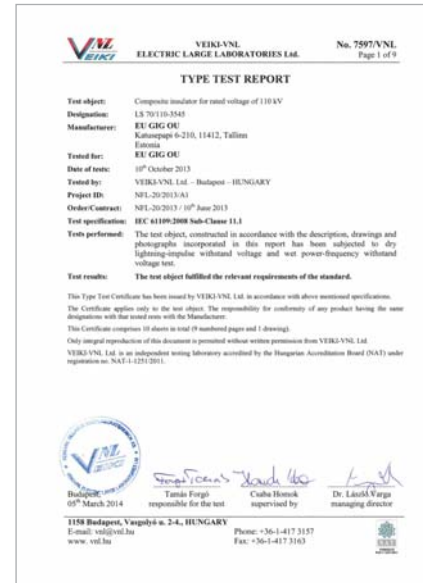 VNL
VEIKI
VEIKI-VNL
ELECTRIC LARGE LABORATORIES Ltd.
No. 7597/VNL
Page 1 of 9
TYPE TEST REPORT
Test object: Composite insulator for rated voltage of 110 kV
Designation: LS 70/110-3545
Manufacturer: EU GIG OU
Katusepapi 6-210, 11412, Tallinn
Estonia
Tested for: EU GIG OU
Date of tests: 10th October 2013
Tested by: VEIKI-VNL Ltd. – Budapest – HUNGARY
Project ID: NFL-20/2013/A1
Order/Contract: NFL-20/2013 / 10th June 2013
Test specification: IEC 61109:2008 Sub-Clause 11.1
Tests performed: The test object, constructed in accordance with the description, drawings and
photographs incorporated in this report has been subjected to dry
lightning-impulse withstand voltage and wet power-frequency withstand
voltage test.
Test results: The test object fulfilled the relevant requirements of the standard.
This Type Test Certificate has been issued by VEIKI-VNL Ltd. in accordance with above mentioned specifications.
The Certificate applies only to the test object. The responsibility for conformity of any product having the same
designations with that tested rests with the Manufacturer.
This Certificate comprises 10 sheets in total (9 numbered pages and 1 drawing).
Only integral reproduction of this document is permitted without written permission from VEIKI-VNL Ltd.
VEIKI-VNL Ltd. is an independent testing laboratory accredited by the Hungarian Accreditation Board (NAT) under
registration no. NAT-1-1251/2011.
VNL
VEIKI
Budapest,
05th March 2014
Tamás Forgó
responsible for the test
Csaba Homok
supervised by
Dr. László Varga
managing director
1158 Budapest, Vasgolyó u. 2-4., HUNGARY
E-mail: vnl@vnl.hu
www. vnl.hu
Phone: +36-1-417 3157
Fax: +36-1-417 3163